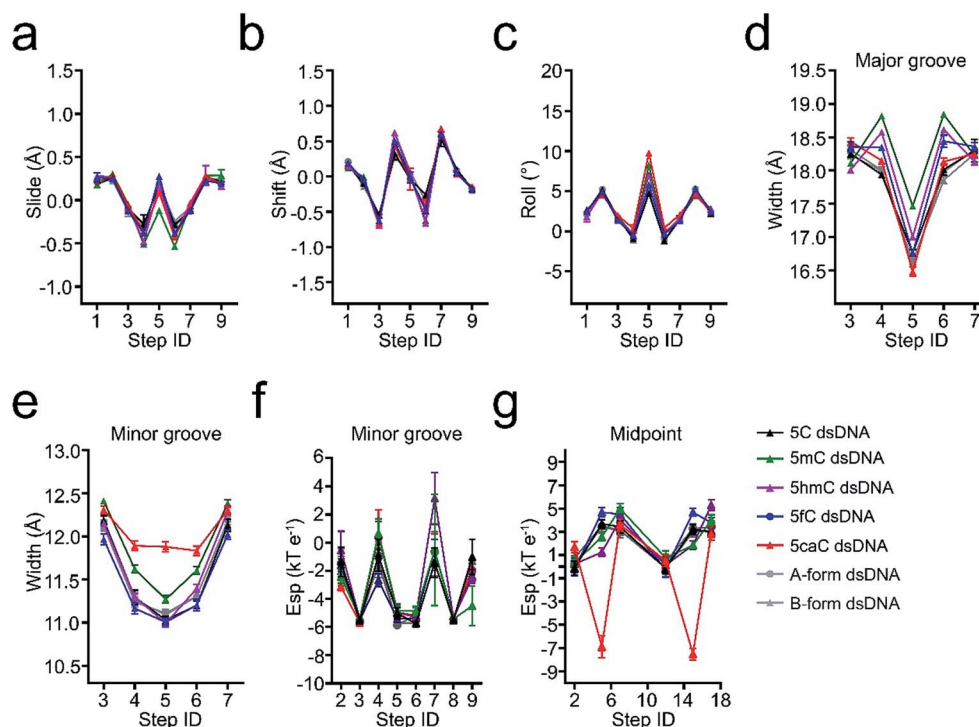 a
Slide (Å)
1.5
1.0
0.5
0.0
-0.5
-1.0
1 3 5 7 9
Step ID
b
Shift (Å)
1.5
1.0
0.5
0.0
-0.5
-1.0
-1.5
1 3 5 7 9
Step ID
c
Roll (°)
20
15
10
5
0
-5
1 3 5 7 9
Step ID
d
Major groove
Width (Å)
19.5
19.0
18.5
18.0
17.5
17.0
16.5
3 4 5 6 7
Step ID
e
Minor groove
Width (Å)
13.0
12.5
12.0
11.5
11.0
10.5
3 4 5 6 7
Step ID
f
Minor groove
Esp (kT e⁻¹)
6
4
2
0
-2
-4
-6
-8
-10
2 3 4 5 6 7 8 9
Step ID
g
Midpoint
Esp (kT e⁻¹)
9
7
5
3
1
-1
-3
-5
-7
-9
2 6 10 14 18
Step ID
5C dsDNA
5mC dsDNA
5hmC dsDNA
5fC dsDNA
5caC dsDNA
A-form dsDNA
B-form dsDNA